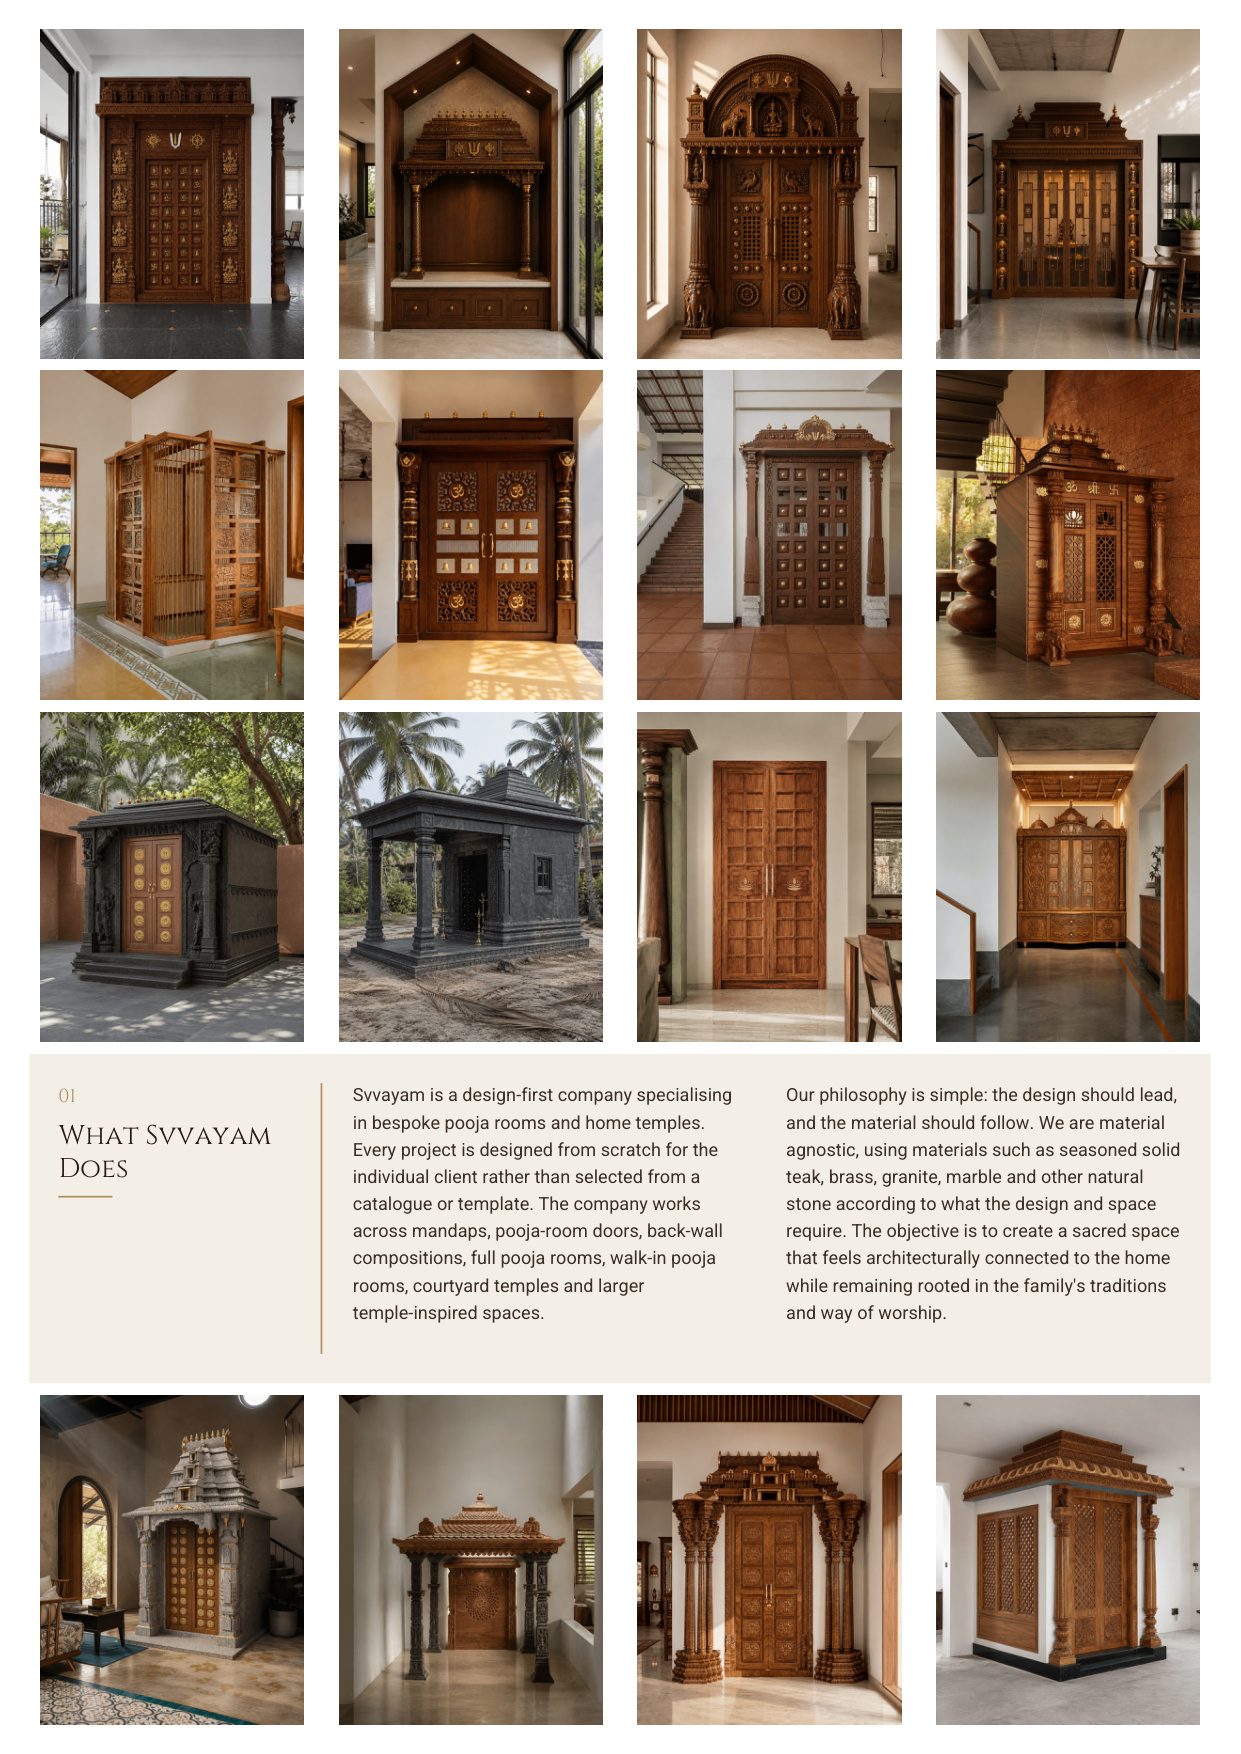 ॐ श्रीः 卐
01
What Svvayam
Does
Svvayam is a design-first company specialising
in bespoke pooja rooms and home temples.
Every project is designed from scratch for the
individual client rather than selected from a
catalogue or template. The company works
across mandaps, pooja-room doors, back-wall
compositions, full pooja rooms, walk-in pooja
rooms, courtyard temples and larger
temple-inspired spaces.
Our philosophy is simple: the design should lead,
and the material should follow. We are material
agnostic, using materials such as seasoned solid
teak, brass, granite, marble and other natural
stone according to what the design and space
require. The objective is to create a sacred space
that feels architecturally connected to the home
while remaining rooted in the family's traditions
and way of worship.